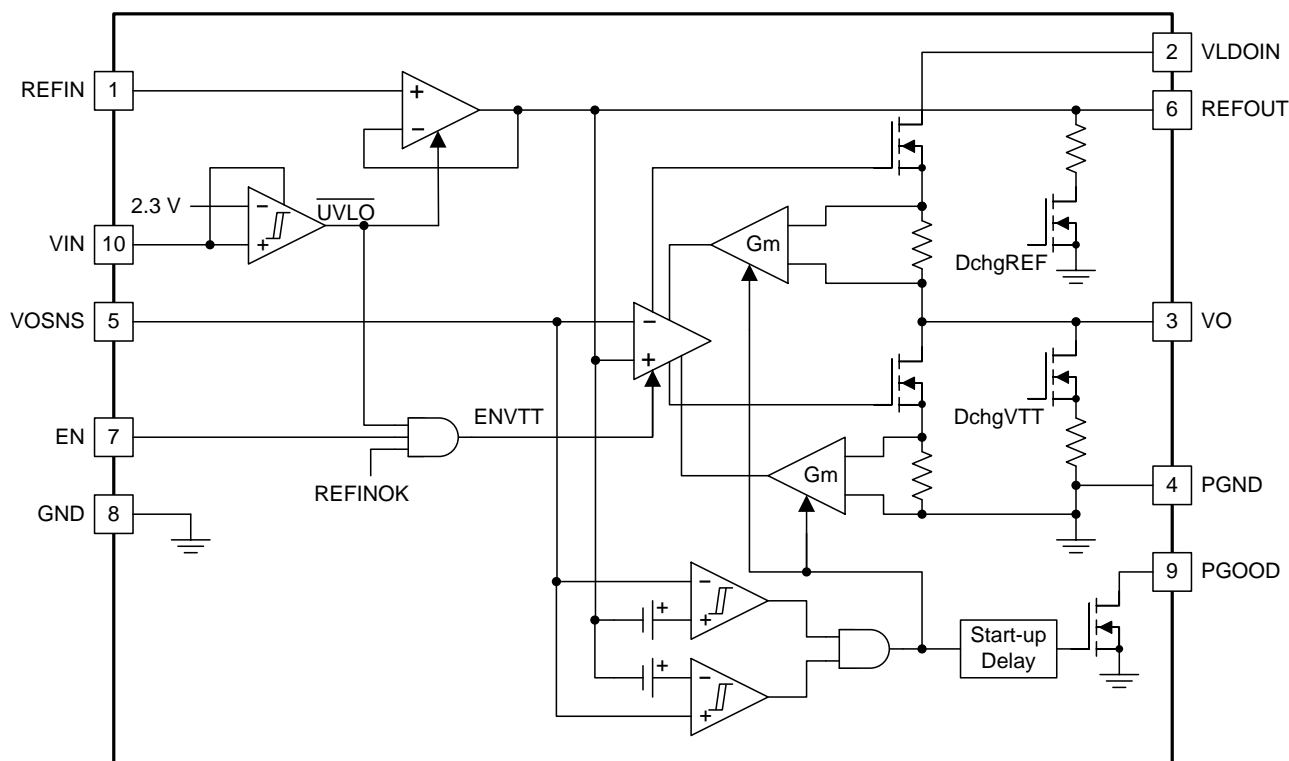 2 VLDOIN
REFIN 1
+
−
6 REFOUT
2.3 V
−
UVLO
VIN 10
+
Gm
DchgREF
VOSNS 5
−
+
3 VO
EN 7
ENVTT
DchgVTT
REFINOK
Gm
4 PGND
GND 8
9 PGOOD
−
+
+
Start-up
Delay
+
−
+